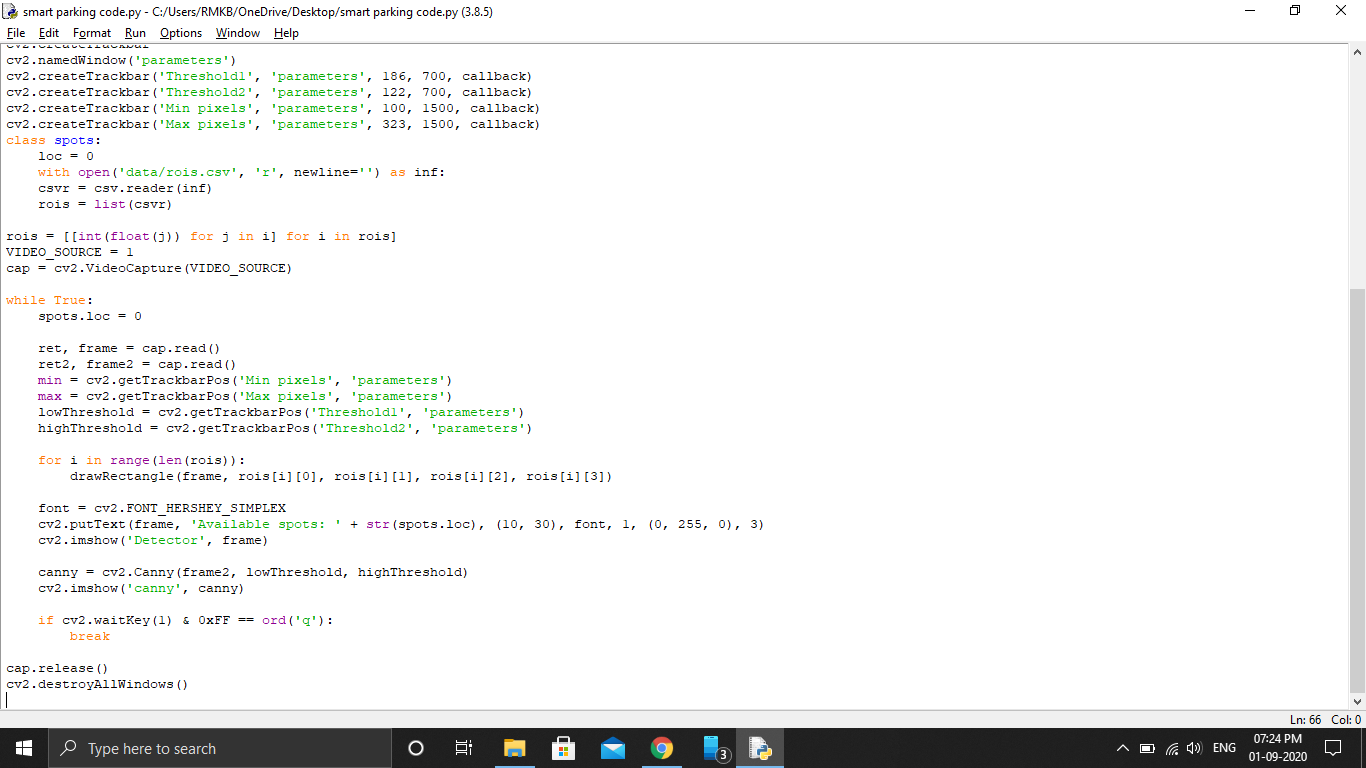 smart parking code.py - C:/Users/RMKB/OneDrive/Desktop/smart parking code.py (3.8.5)
File Edit Format Run Options Window Help
cv2.createTrackbar
cv2.namedWindow('parameters')
cv2.createTrackbar('Threshold1', 'parameters', 186, 700, callback)
cv2.createTrackbar('Threshold2', 'parameters', 122, 700, callback)
cv2.createTrackbar('Min pixels', 'parameters', 100, 1500, callback)
cv2.createTrackbar('Max pixels', 'parameters', 323, 1500, callback)
class spots:
    loc = 0
    with open('data/rois.csv', 'r', newline='') as inf:
    csvr = csv.reader(inf)
    rois = list(csvr)
rois = [[int(float(j)) for j in i] for i in rois]
VIDEO_SOURCE = 1
cap = cv2.VideoCapture(VIDEO_SOURCE)
while True:
    spots.loc = 0
    ret, frame = cap.read()
    ret2, frame2 = cap.read()
    min = cv2.getTrackbarPos('Min pixels', 'parameters')
    max = cv2.getTrackbarPos('Max pixels', 'parameters')
    lowThreshold = cv2.getTrackbarPos('Threshold1', 'parameters')
    highThreshold = cv2.getTrackbarPos('Threshold2', 'parameters')
    for i in range(len(rois)):
        drawRectangle(frame, rois[i][0], rois[i][1], rois[i][2], rois[i][3])
    font = cv2.FONT_HERSHEY_SIMPLEX
    cv2.putText(frame, 'Available spots: ' + str(spots.loc), (10, 30), font, 1, (0, 255, 0), 3)
    cv2.imshow('Detector', frame)
    canny = cv2.Canny(frame2, lowThreshold, highThreshold)
    cv2.imshow('canny', canny)
    if cv2.waitKey(1) & 0xFF == ord('q'):
        break
cap.release()
cv2.destroyAllWindows()
Ln: 66 Col: 0
Type here to search
3
ENG
07:24 PM
01-09-2020